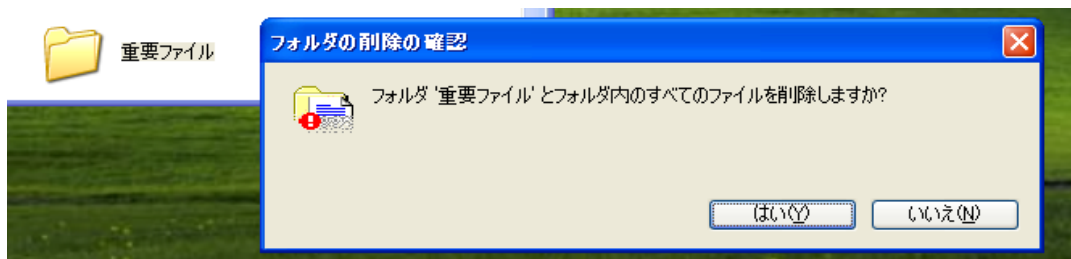 重要ファイル
フォルダの削除の確認
フォルダ '重要ファイル' とフォルダ内のすべてのファイルを削除しますか?
はい(Y)
いいえ(N)